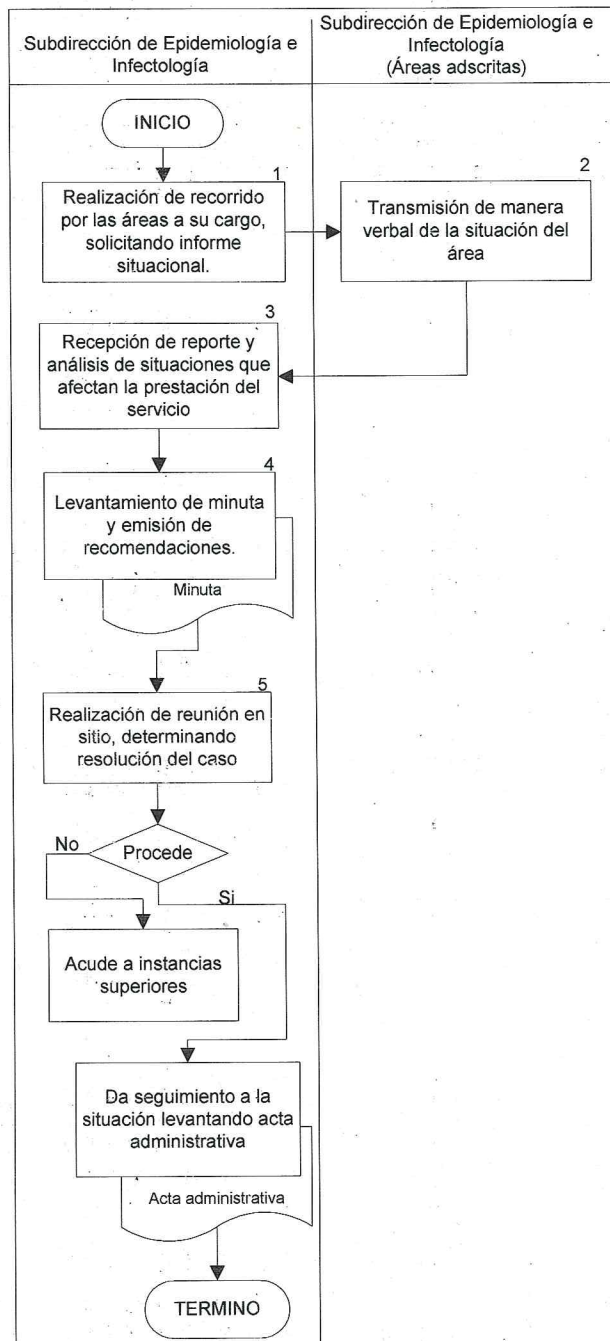 Subdirección de Epidemiología e
Infectología
Subdirección de Epidemiología e
Infectología
(Áreas adscritas)
INICIO
1
Realización de recorrido
por las áreas a su cargo,
solicitando informe
situacional.
2
Transmisión de manera
verbal de la situación del
área
3
Recepción de reporte y
análisis de situaciones que
afectan la prestación del
servicio
4
Levantamiento de minuta
y emisión de
recomendaciones.
Minuta
5
Realización de reunión en
sitio, determinando
resolución del caso
No
Procede
Si
Acude a instancias
superiores
Da seguimiento a la
situación levantando acta
administrativa
Acta administrativa
TERMINO